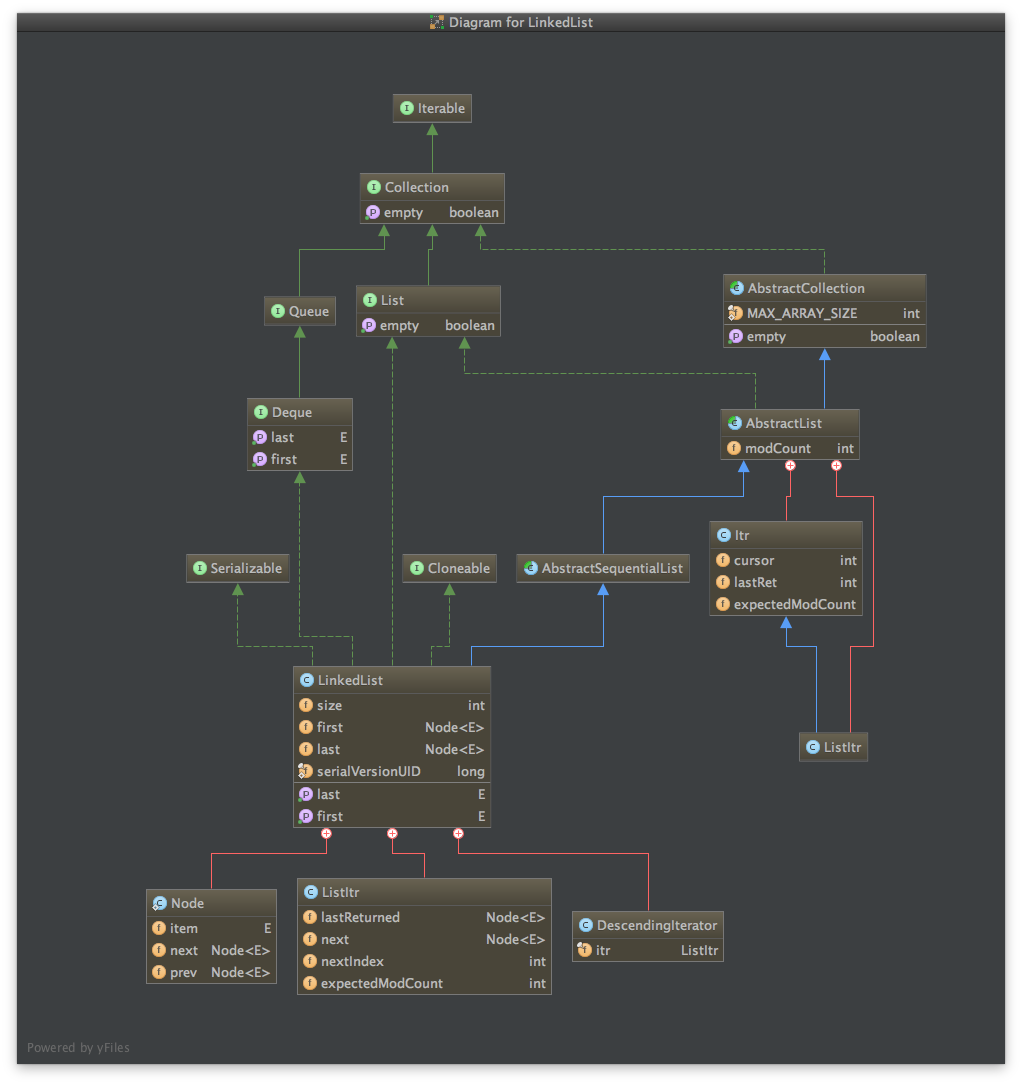 Diagram for LinkedList
I Iterable
I Collection
P empty boolean
I Queue
I List
P empty boolean
C AbstractCollection
f MAX_ARRAY_SIZE int
P empty boolean
I Deque
P last E
P first E
C AbstractList
f modCount int
I Serializable
I Cloneable
C AbstractSequentialList
C Itr
f cursor int
f lastRet int
f expectedModCount
C LinkedList
f size int
f first Node<E>
f last Node<E>
f serialVersionUID long
P last E
P first E
C ListItr
C Node
f item E
f next Node<E>
f prev Node<E>
C ListItr
f lastReturned Node<E>
f next Node<E>
f nextIndex int
f expectedModCount int
C DescendingIterator
f itr ListItr
Powered by yFiles